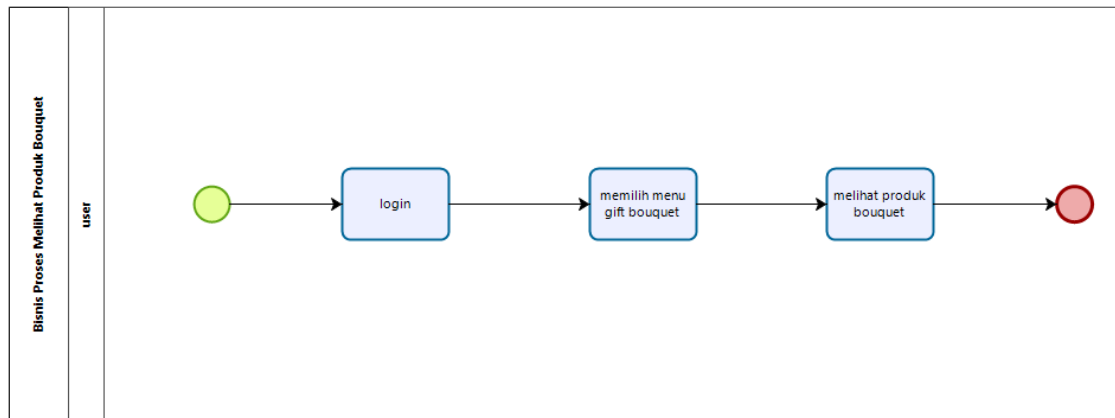 Bisnis Proses Melihat Produk Bouquet
user
login
memilih menu
gift bouquet
melihat produk
bouquet